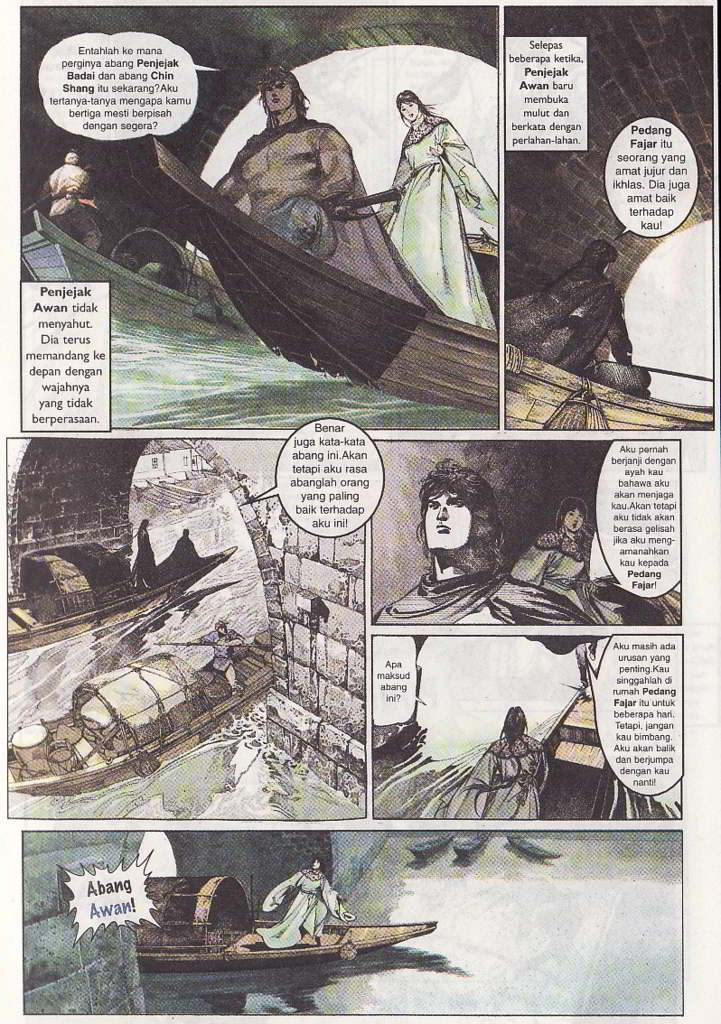 Entahlah ke mana
perginya abang Penjejak
Badai dan abang Chin
Shang itu sekarang?Aku
tertanya-tanya mengapa kamu
bertiga mesti berpisah
dengan segera?
Penjejak
Awan tidak
menyahut.
Dia terus
memandang ke
depan dengan
wajahnya
yang tidak
berperasaan.
Selepas
beberapa ketika,
Penjejak
Awan baru
membuka
mulut dan
berkata dengan
perlahan-lahan.
Pedang
Fajar itu
seorang yang
amat jujur dan
ikhlas. Dia juga
amat baik
terhadap
kau!
Benar
juga kata-kata
abang ini.Akan
tetapi aku rasa
abanglah orang
yang paling
baik terhadap
aku ini!
Aku pernah
berjanji dengan
ayah kau
bahawa aku
akan menjaga
kau.Akan tetapi
aku tidak akan
berasa gelisah
jika aku meng-
amanahkan
kau kepada
Pedang
Fajar!
Apa
maksud
abang
ini?
Aku masih ada
urusan yang
penting.Kau
singgahlah di
rumah Pedang
Fajar itu untuk
beberapa hari.
Tetapi, jangan
kau bimbang.
Aku akan balik
dan berjumpa
dengan kau
nanti!
Abang
Awan!